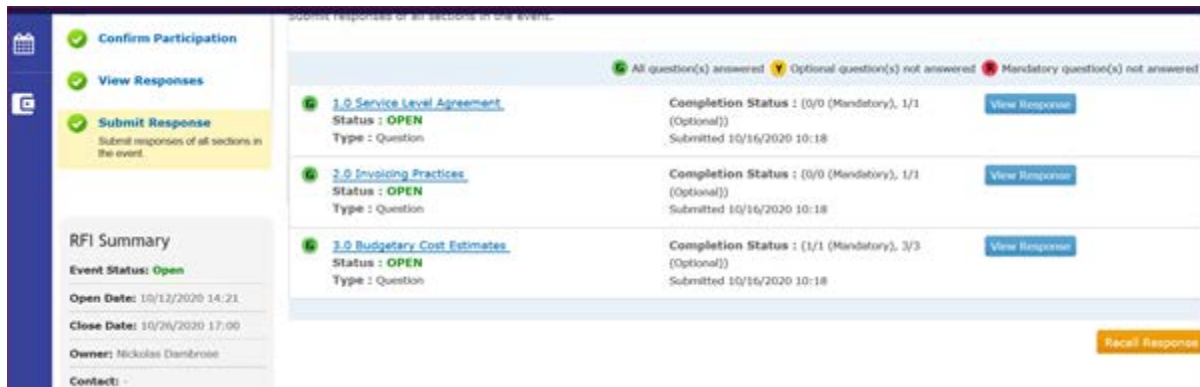 Submit responses of all sections in the event.
Confirm Participation
View Responses
Submit Response
Submit responses of all sections in
the event.
G All question(s) answered Y Optional question(s) not answered R Mandatory question(s) not answered
G 1.0 Service Level Agreement
Status : OPEN
Type : Question
Completion Status : (0/0 (Mandatory), 1/1
(Optional))
Submitted 10/16/2020 10:18
View Response
G 2.0 Invoicing Practices
Status : OPEN
Type : Question
Completion Status : (0/0 (Mandatory), 1/1
(Optional))
Submitted 10/16/2020 10:18
View Response
G 3.0 Budgetary Cost Estimates
Status : OPEN
Type : Question
Completion Status : (1/1 (Mandatory), 3/3
(Optional))
Submitted 10/16/2020 10:18
View Response
Recall Response
RFI Summary
Event Status: Open
Open Date: 10/12/2020 14:21
Close Date: 10/26/2020 17:00
Owner: Nickolas Dambrose
Contact: -